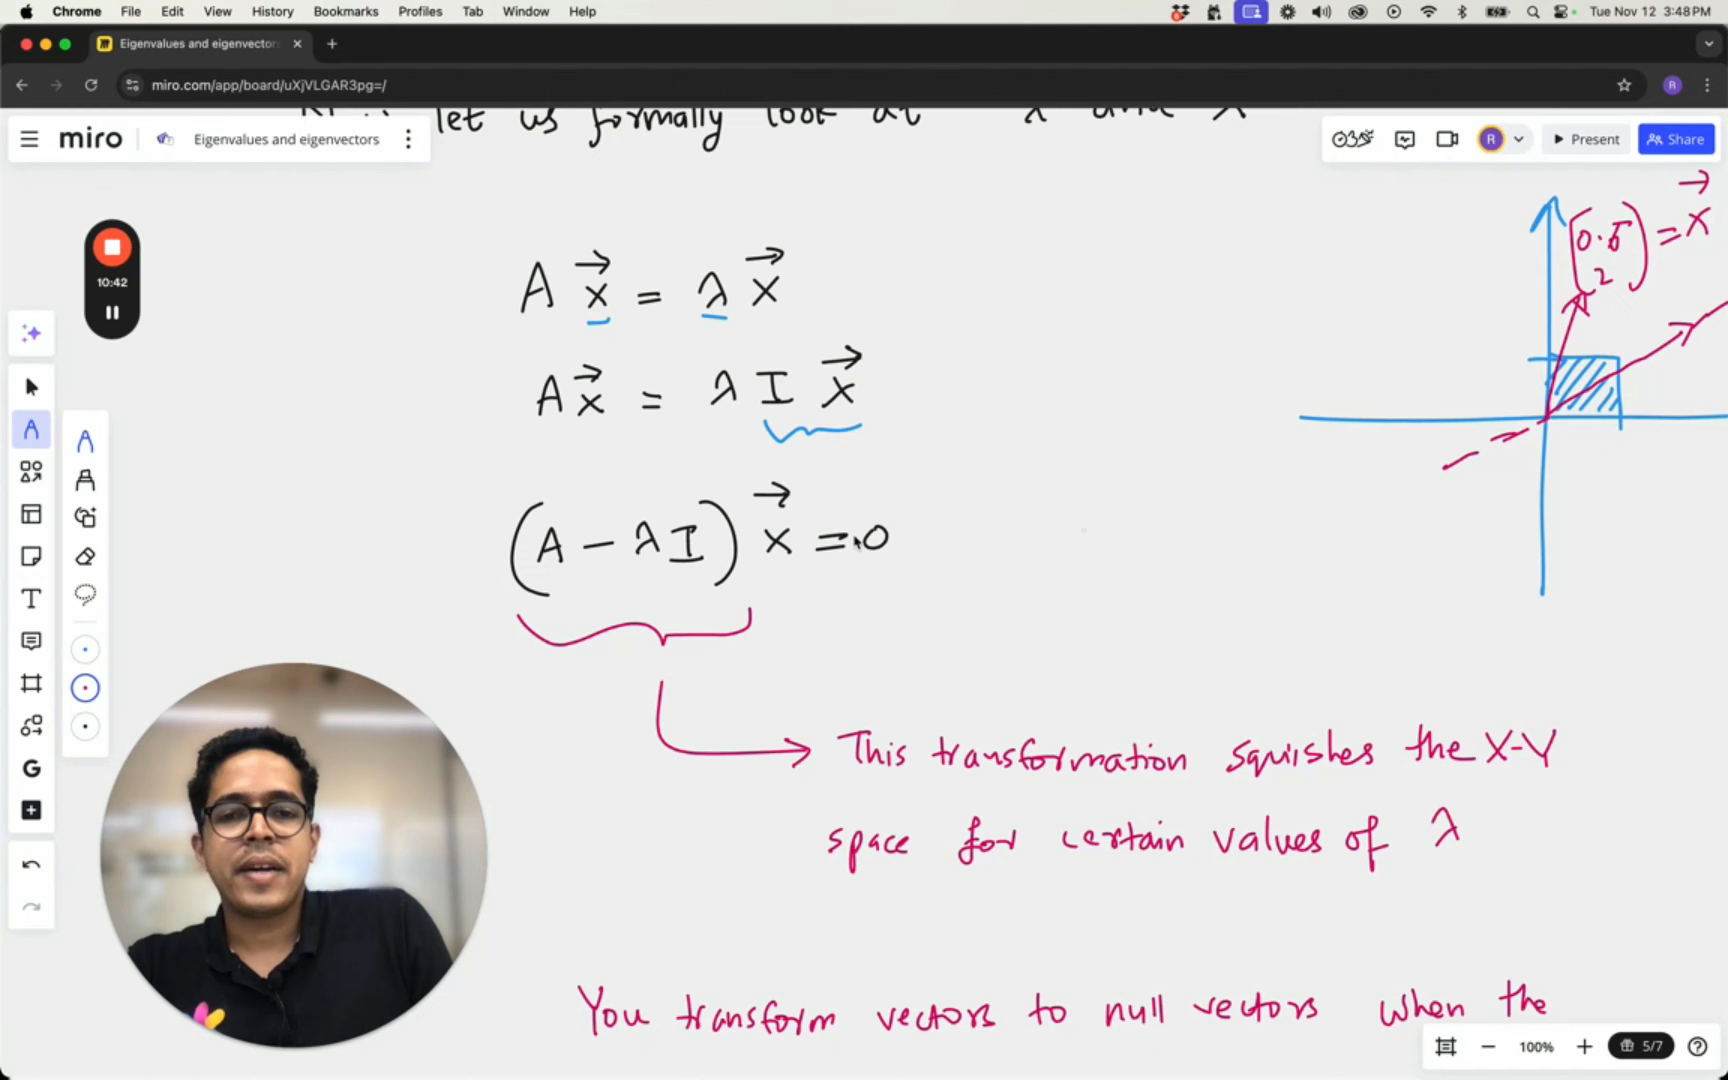 Chrome File Edit View History Bookmarks Profiles Tab Window Help Tue Nov 12 3:48 PM
Eigenvalues and eigenvector
miro.com/app/board/uXjVLGAR3pg=/ R
let us formally look at
miro Eigenvalues and eigenvectors R Present Share
10:42
(0.5
2) = x⃗
A x⃗ = λ x⃗
A x⃗ = λ I x⃗
(A − λI) x⃗ = 0
This transformation squishes the X-Y
space for certain values of λ
You transform vectors to null vectors when the
100% 5/7